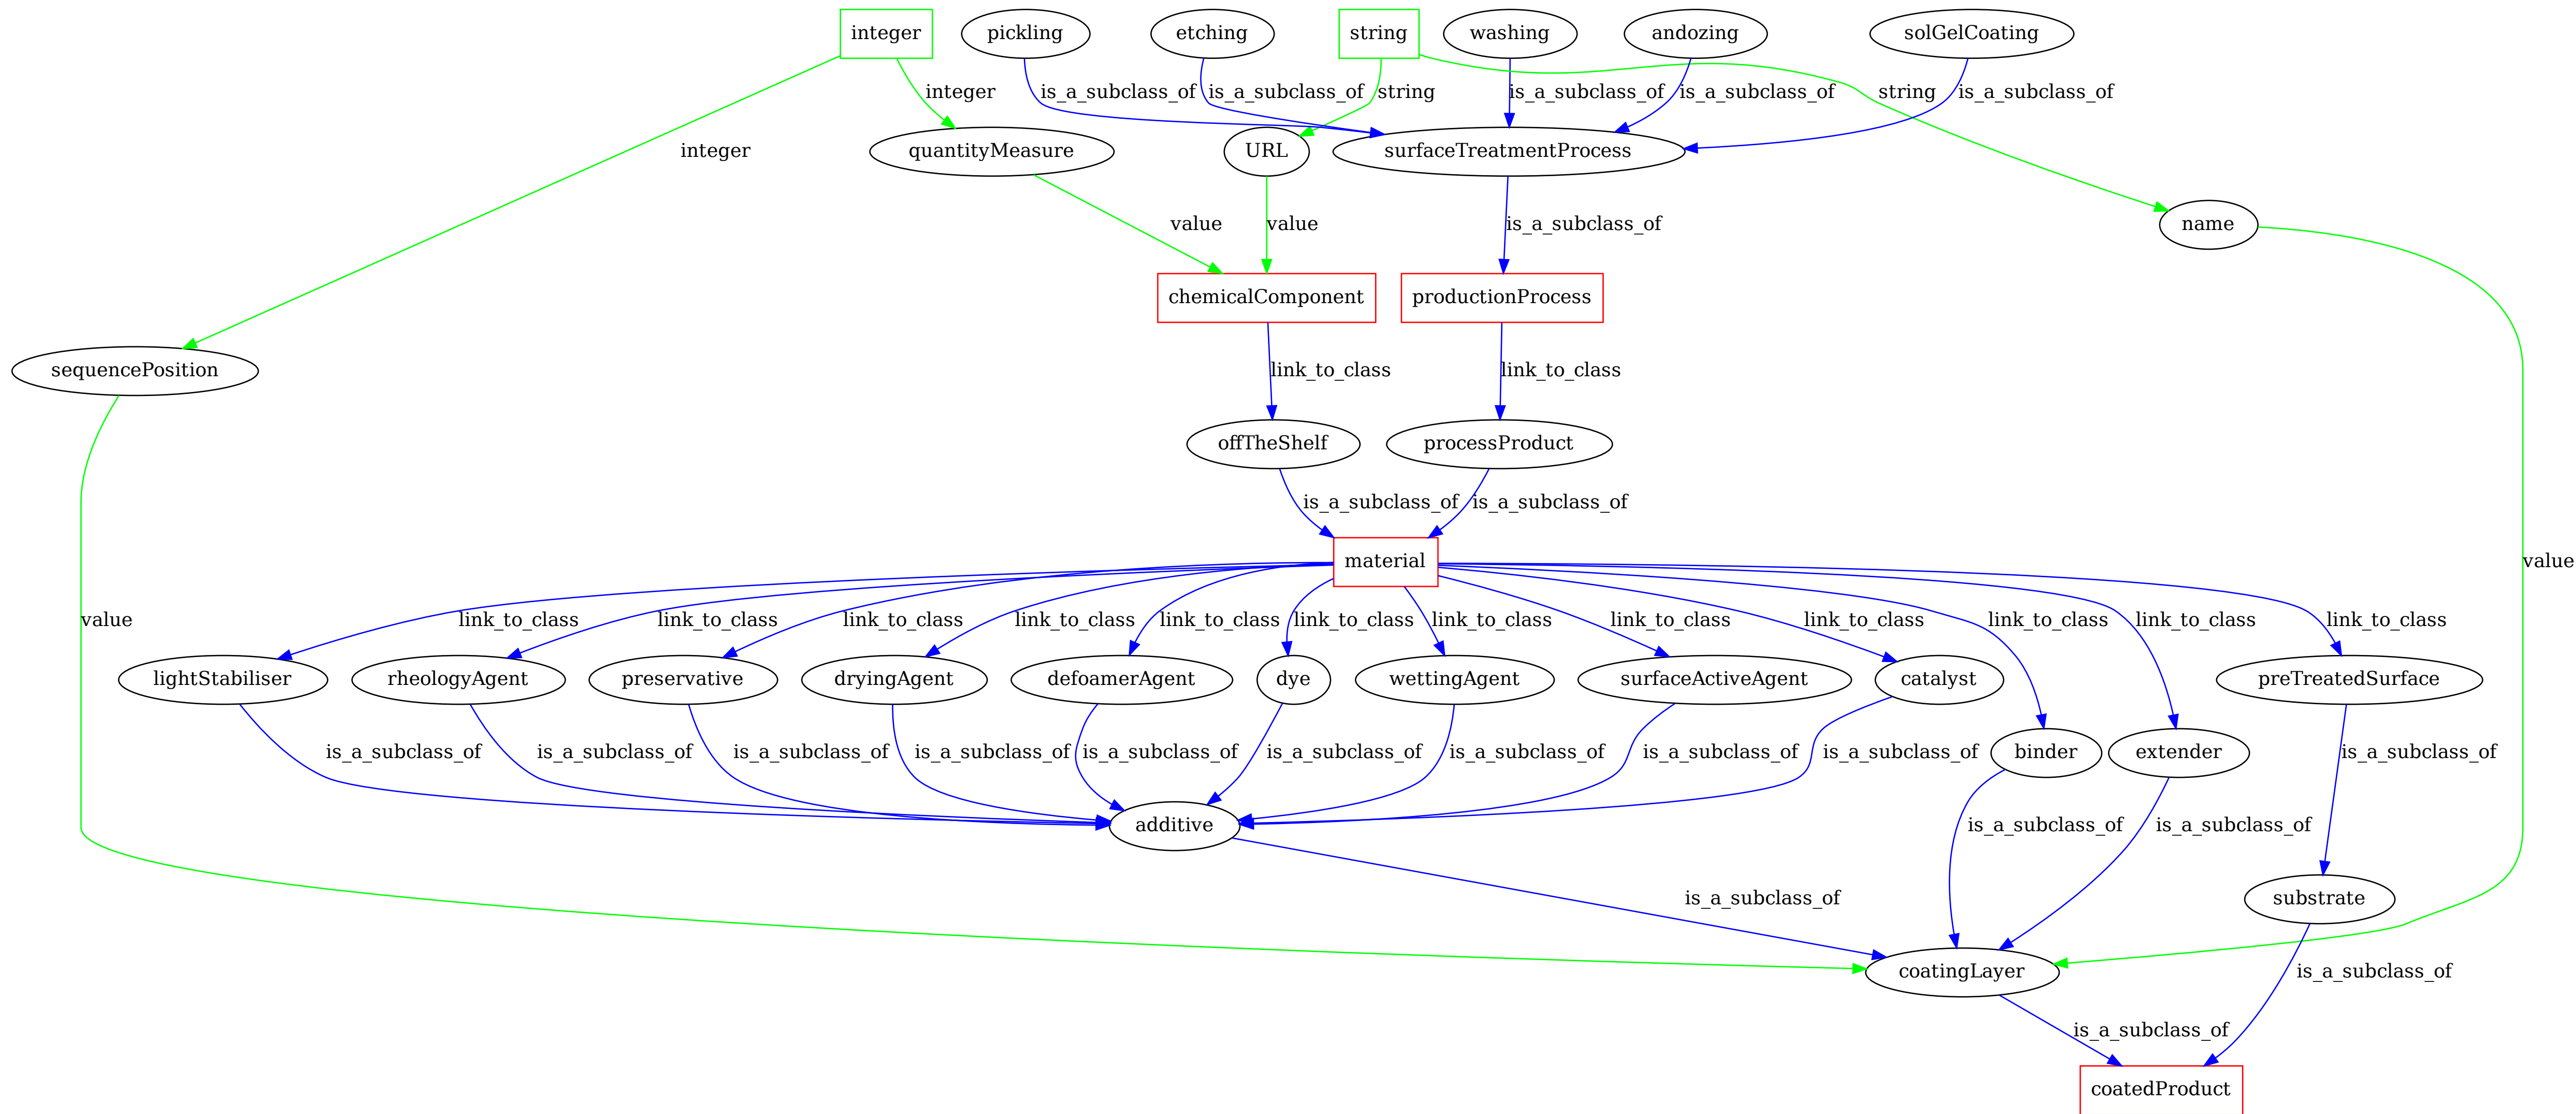 integer
pickling
etching
string
washing
andozing
solGelCoating
integer
is_a_subclass_of
is_a_subclass_of
string
is_a_subclass_of
is_a_subclass_of
string
is_a_subclass_of
integer
quantityMeasure
URL
surfaceTreatmentProcess
value
value
is_a_subclass_of
name
chemicalComponent
productionProcess
sequencePosition
link_to_class
link_to_class
offTheShelf
processProduct
is_a_subclass_of
is_a_subclass_of
material
value
value
link_to_class
link_to_class
link_to_class
link_to_class
link_to_class
link_to_class
link_to_class
link_to_class
link_to_class
link_to_class
link_to_class
link_to_class
lightStabiliser
rheologyAgent
preservative
dryingAgent
defoamerAgent
dye
wettingAgent
surfaceActiveAgent
catalyst
preTreatedSurface
is_a_subclass_of
is_a_subclass_of
is_a_subclass_of
is_a_subclass_of
is_a_subclass_of
is_a_subclass_of
is_a_subclass_of
is_a_subclass_of
is_a_subclass_of
binder
extender
is_a_subclass_of
additive
is_a_subclass_of
is_a_subclass_of
is_a_subclass_of
substrate
coatingLayer
is_a_subclass_of
is_a_subclass_of
coatedProduct